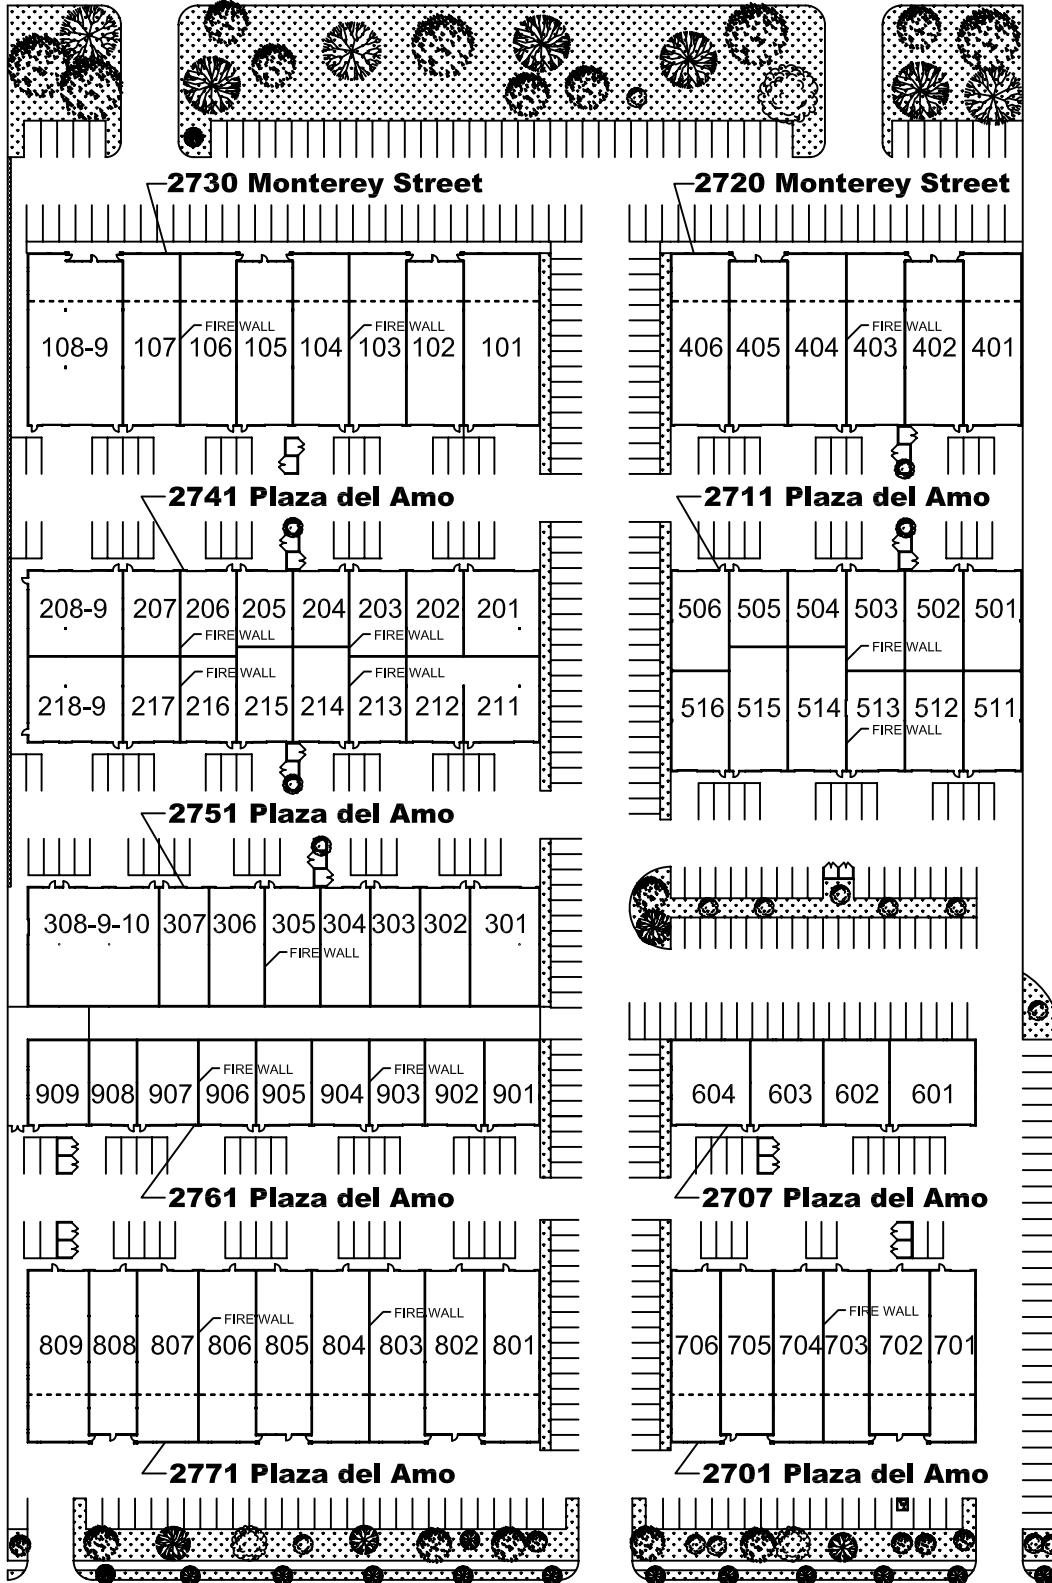 2730 Monterey Street
2720 Monterey Street
FIRE WALL
FIRE WALL
FIRE WALL
108-9 107 106 105 104 103 102 101
406 405 404 403 402 401
2741 Plaza del Amo
2711 Plaza del Amo
208-9 207 206 205 204 203 202 201
506 505 504 503 502 501
FIRE WALL
FIRE WALL
FIRE WALL
FIRE WALL
FIRE WALL
218-9 217 216 215 214 213 212 211
516 515 514 513 512 511
FIRE WALL
2751 Plaza del Amo
308-9-10 307 306 305 304 303 302 301
FIRE WALL
FIRE WALL
FIRE WALL
909 908 907 906 905 904 903 902 901
604 603 602 601
2761 Plaza del Amo
2707 Plaza del Amo
FIRE WALL
FIRE WALL
FIRE WALL
809 808 807 806 805 804 803 802 801
706 705 704 703 702 701
2771 Plaza del Amo
2701 Plaza del Amo